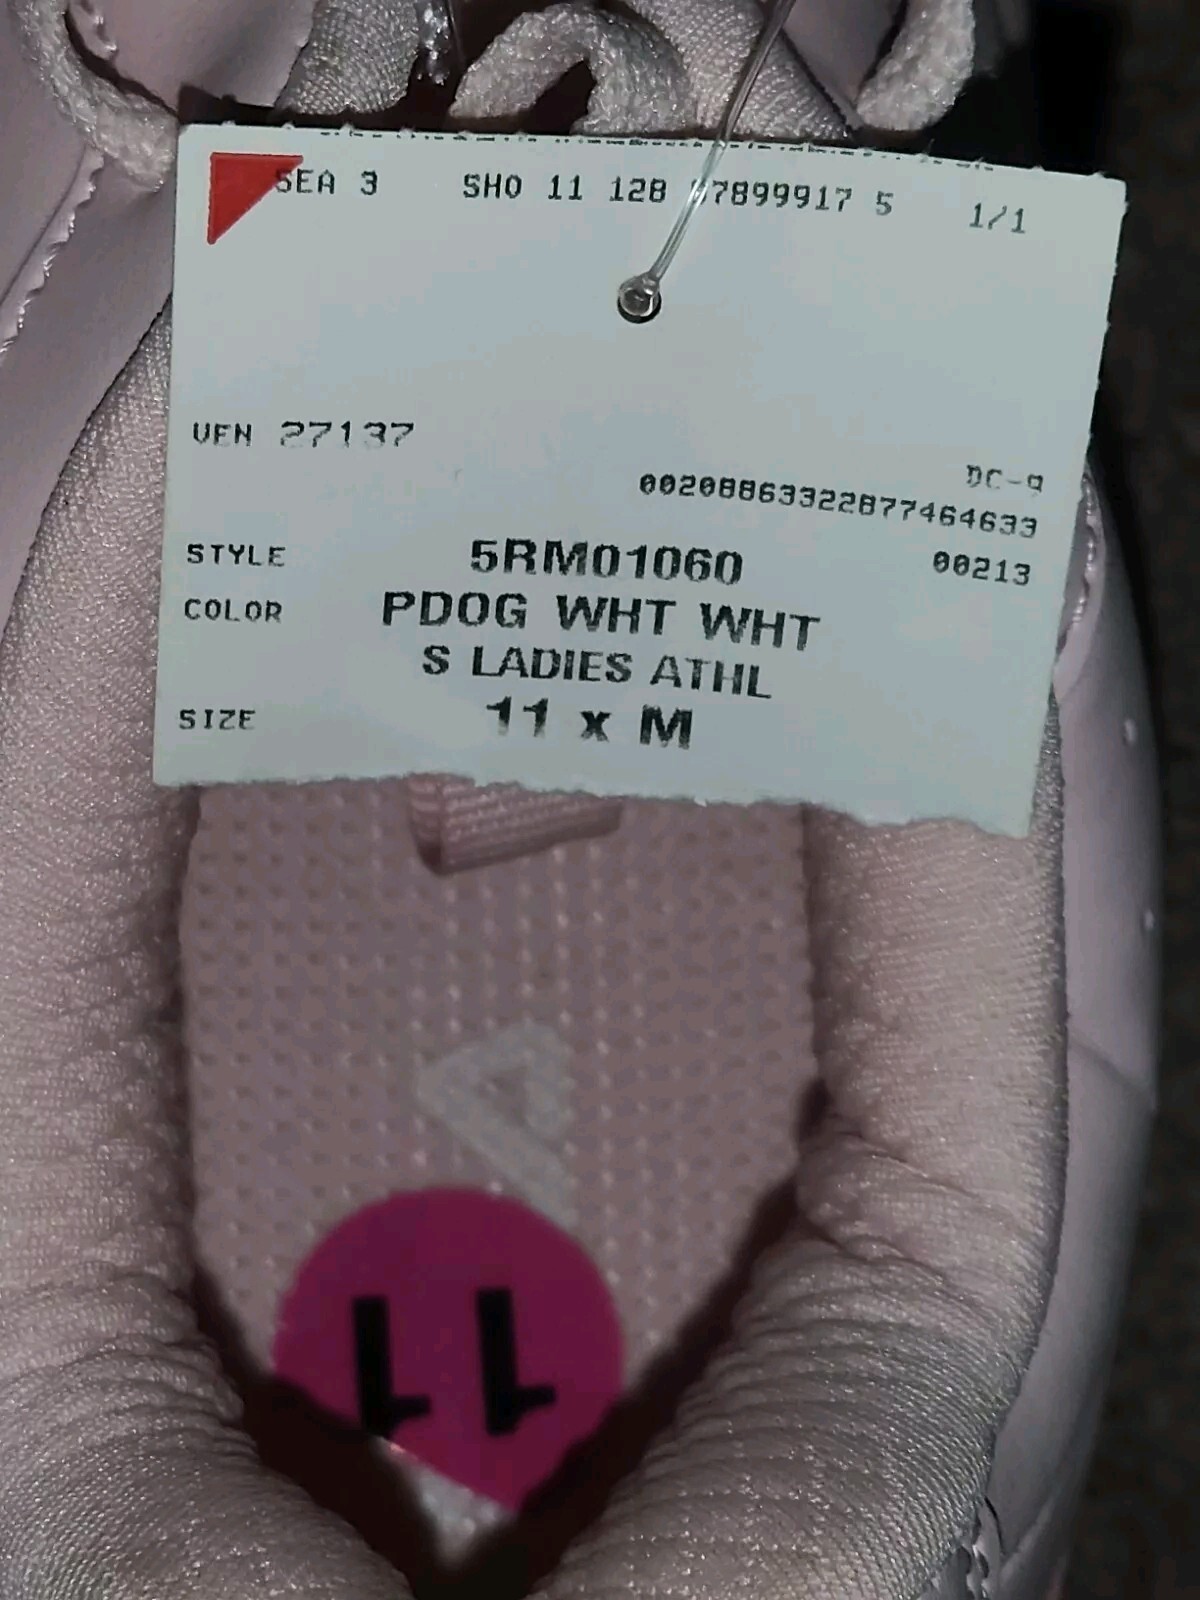 SEA 3 SHO 11 128 7899917 5 1/1
VEN 27137
DC-9
00208863322877464633
STYLE 5RM01060 00213
COLOR PDOG WHT WHT
S LADIES ATHL
SIZE 11 x M
11